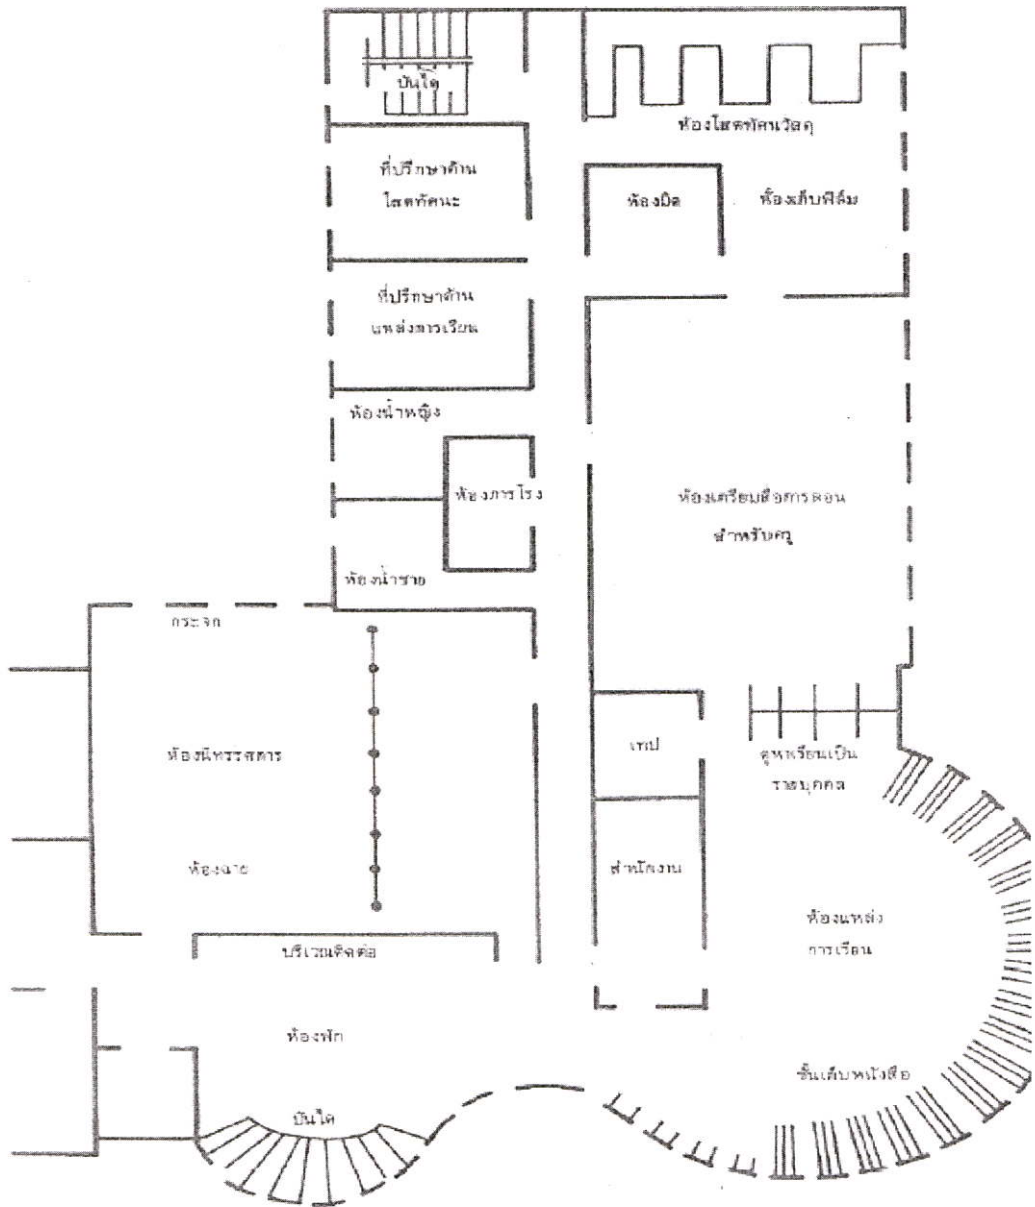 บันได
ห้องโสตทัศนวัสดุ
ที่ปรึกษาด้าน
โสตทัศนะ
ห้องมืด
ห้องเก็บฟิล์ม
ที่ปรึกษาด้าน
แหล่งการเรียน
ห้องน้ำหญิง
ห้องภารโรง
ห้องเตรียมสื่อการสอน
สำหรับครู
ห้องน้ำชาย
กระจก
ห้องนิทรรศการ
เทป
คูหาเรียนเป็น
รายบุคคล
ห้องฉาย
สำนักงาน
ห้องแหล่ง
การเรียน
บริเวณติดต่อ
ห้องพัก
ชั้นเก็บหนังสือ
บันได